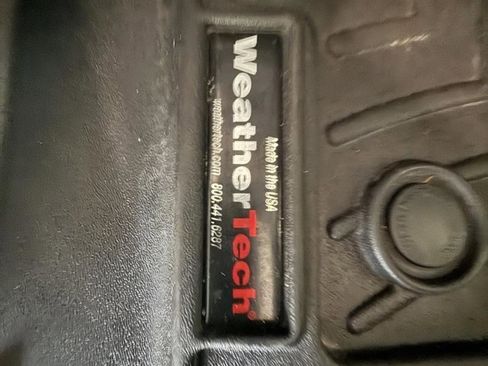 Made in the USA
WeatherTech®
weathertech.com 800.441.6287